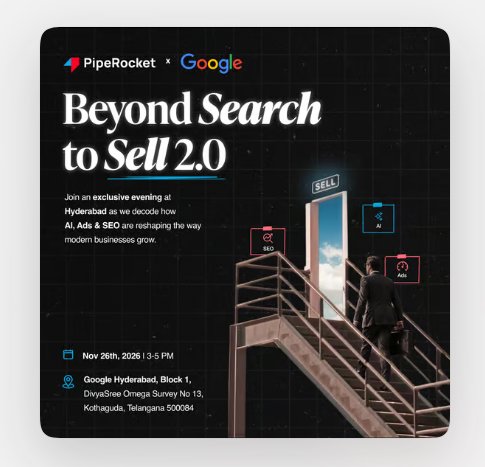 PipeRocket x Google
Beyond Search
to Sell 2.0
Join an exclusive evening at
Hyderabad as we decode how
AI, Ads & SEO are reshaping the way
modern businesses grow.
SELL
AI
SEO
Ads
Nov 26th, 2026 | 3-5 PM
Google Hyderabad, Block 1,
DivyaSree Omega Survey No 13,
Kothaguda, Telangana 500084